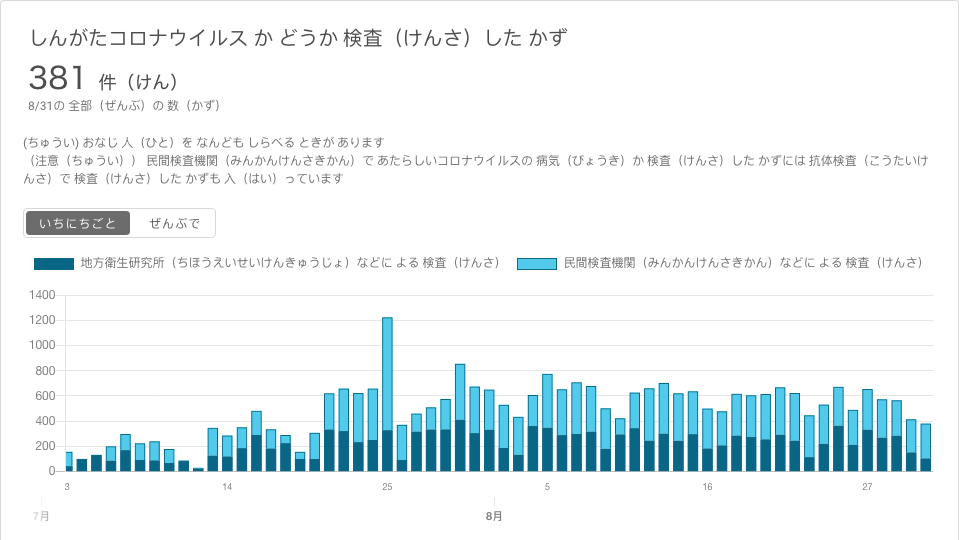 しんがたコロナウイルス か どうか 検査（けんさ）した かず
381 件（けん）
8/31の 全部（ぜんぶ）の 数（かず）
(ちゅうい) おなじ 人（ひと）を なんども しらべる ときが あります
（注意（ちゅうい）） 民間検査機関（みんかんけんさきかん）で あたらしいコロナウイルスの 病気（びょうき）か 検査（けんさ）した かずには 抗体検査（こうたいけ
んさ）で 検査（けんさ）した かずも 入（はい）っています
いちにちごと ぜんぶで
地方衛生研究所（ちほうえいせいけんきゅうじょ）などに よる 検査（けんさ） 民間検査機関（みんかんけんさきかん）などに よる 検査（けんさ）
1400
1200
1000
800
600
400
200
0
3 14 25 5 16 27
7月 8月